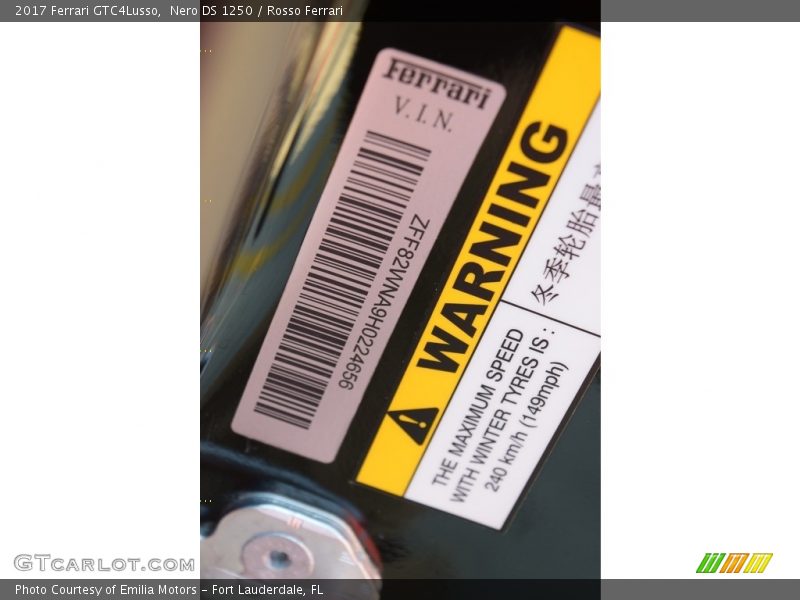 2017 Ferrari GTC4Lusso, Nero DS 1250 / Rosso Ferrari
Ferrari
V.I.N.
ZFF82WNA9H0224656
WARNING
冬季轮胎最
THE MAXIMUM SPEED
WITH WINTER TYRES IS :
240 km/h (149mph)
GTCARLOT.COM
Photo Courtesy of Emilia Motors – Fort Lauderdale, FL